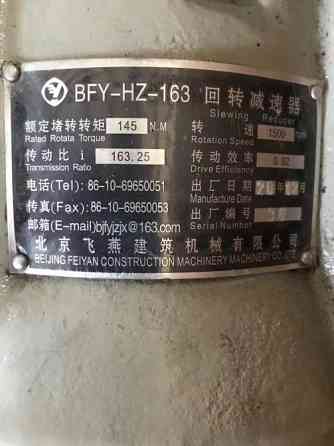 BFY-HZ-163 回转减速器
Slewing Reducer
额定堵转转矩 145 N.M 转速 1500
Rated Rotata Torque Rotation Speed
传动比 i 163.25 传动效率
Transmission Ratio Drive Efficiency
电话(Tel): 86-10-69650051 出厂日期
Manufacture Date
传真(Fax): 86-10-69650053 出厂编号
邮箱(E-mail)bjfyjzjx@163.com Serial Number
北京飞燕建筑机械有限公司
BEIJING FEIYAN CONSTRUCTION MACHINERY MACHINERY CO.,LTD